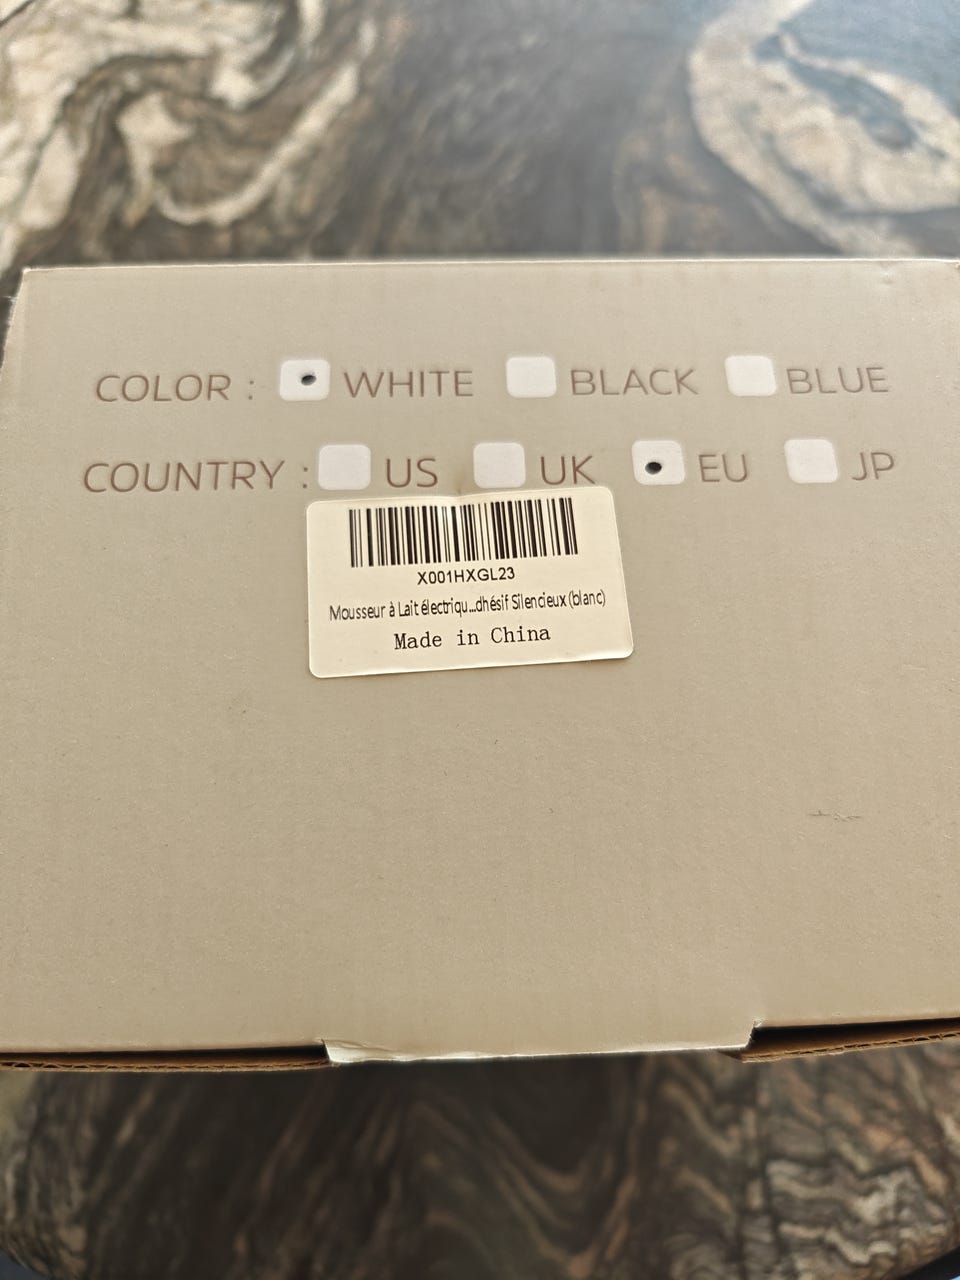 COLOR : WHITE BLACK BLUE
COUNTRY : US UK EU JP
X001HXGL23
Mousseur à Lait électriqu...dhésif Silencieux (blanc)
Made in China